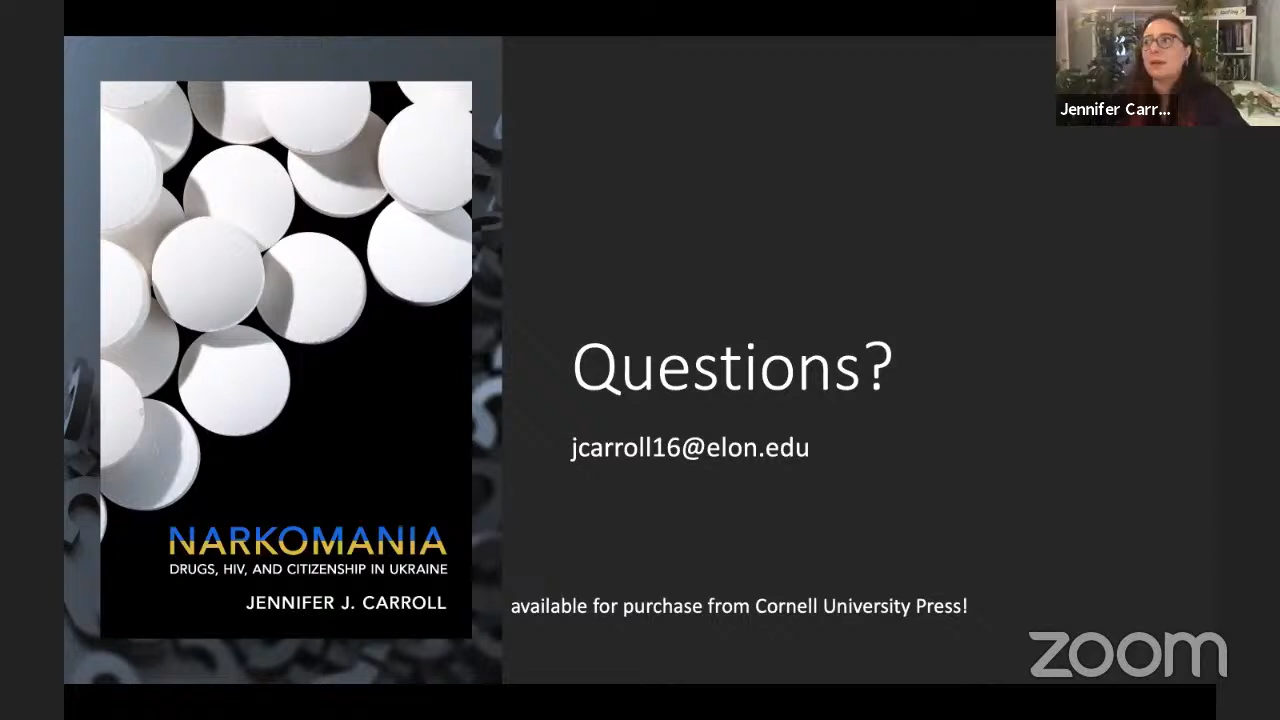 Jennifer Carr...
Questions?
jcarroll16@elon.edu
NARKOMANIA
DRUGS, HIV, AND CITIZENSHIP IN UKRAINE
JENNIFER J. CARROLL
available for purchase from Cornell University Press!
zoom